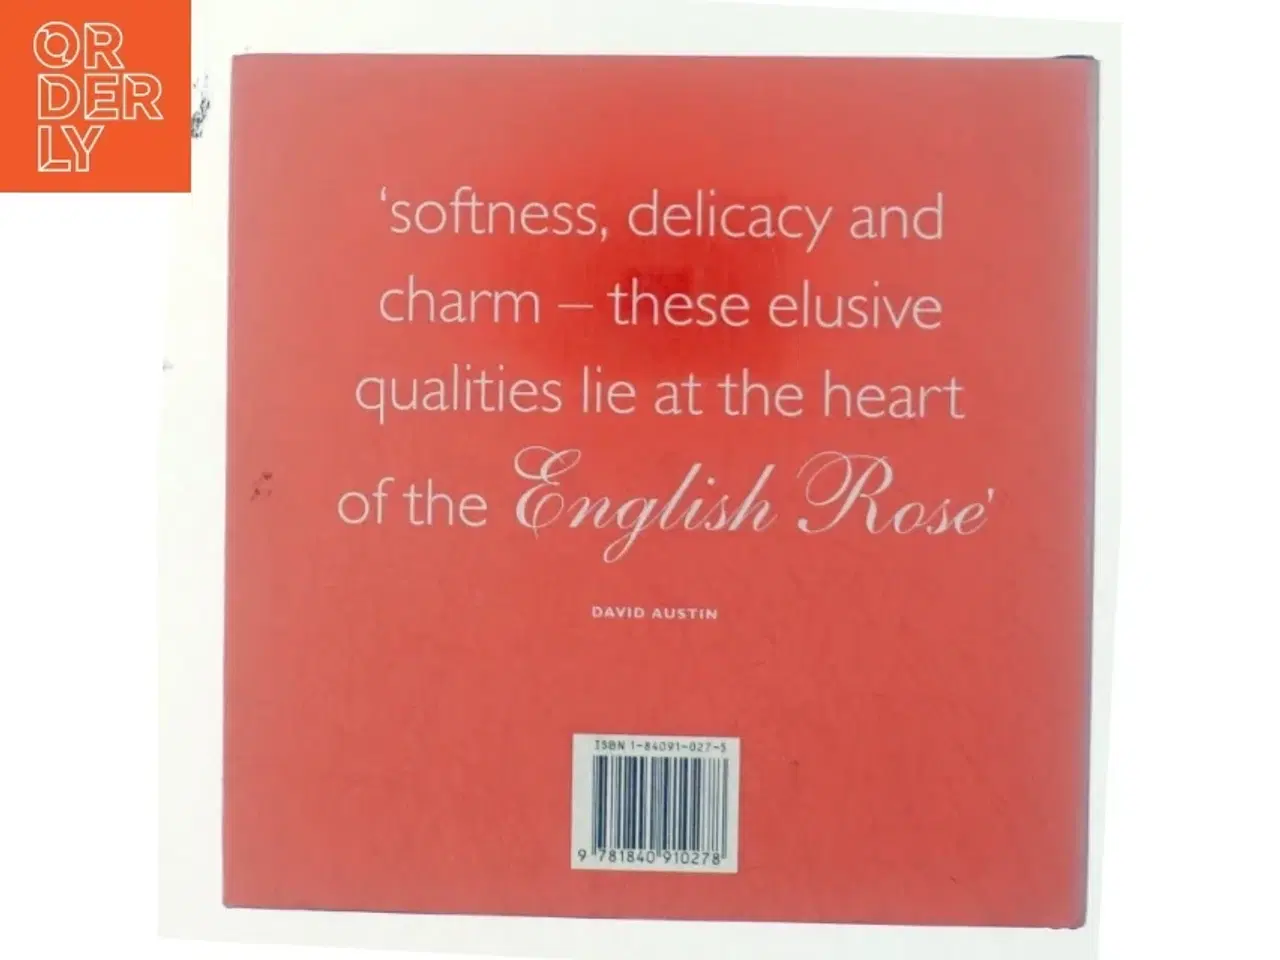 OR
DER
LY
‘softness, delicacy and
charm – these elusive
qualities lie at the heart
of the English Rose’
DAVID AUSTIN
ISBN 1-84091-027-5
9 781840 910278